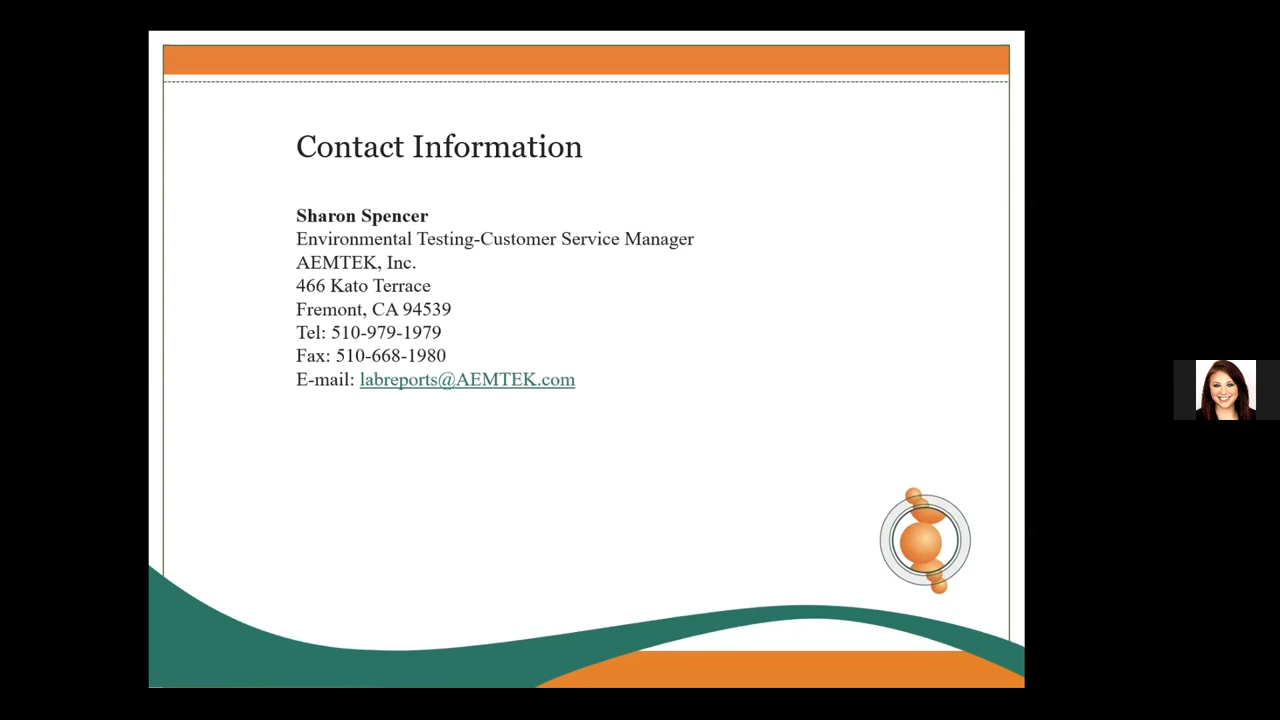 Contact Information
Sharon Spencer
Environmental Testing-Customer Service Manager
AEMTEK, Inc.
466 Kato Terrace
Fremont, CA 94539
Tel: 510-979-1979
Fax: 510-668-1980
E-mail: labreports@AEMTEK.com